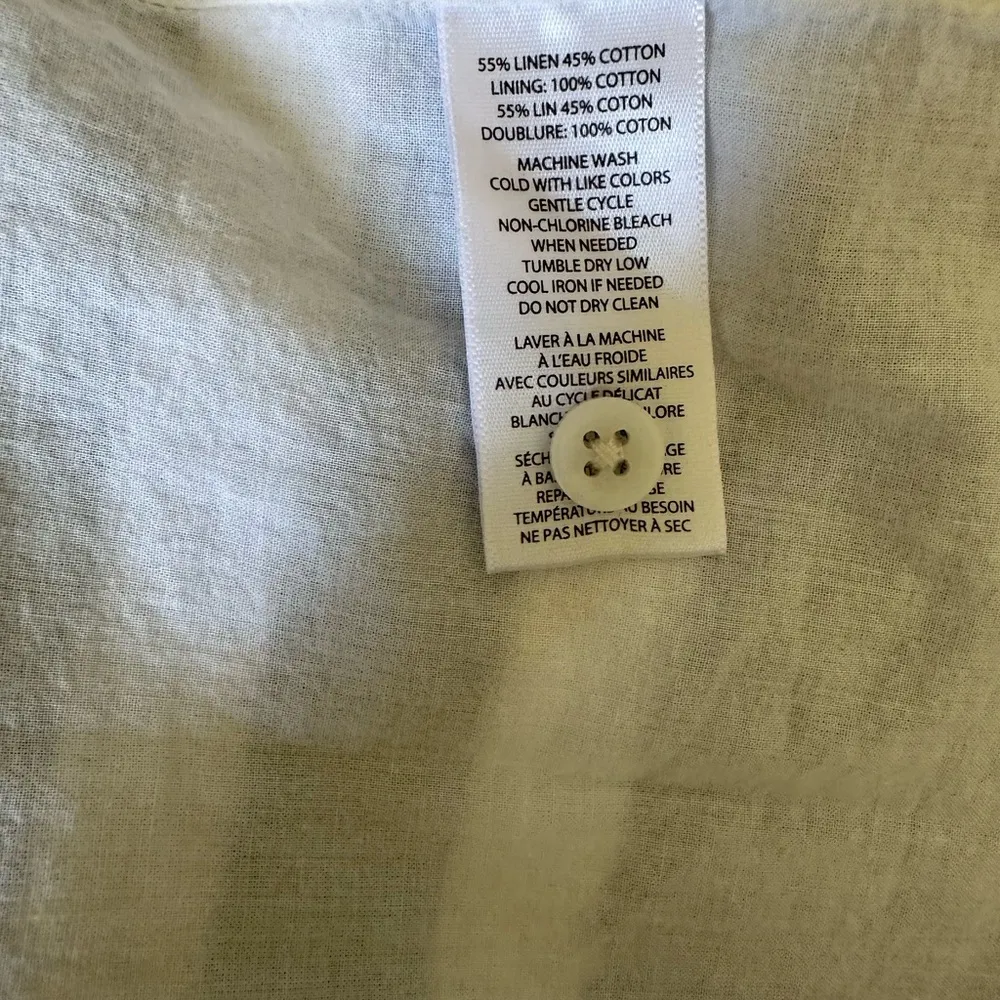 55% LINEN 45% COTTON
LINING: 100% COTTON
55% LIN 45% COTON
DOUBLURE: 100% COTON
MACHINE WASH
COLD WITH LIKE COLORS
GENTLE CYCLE
NON-CHLORINE BLEACH
WHEN NEEDED
TUMBLE DRY LOW
COOL IRON IF NEEDED
DO NOT DRY CLEAN
LAVER À LA MACHINE
À L'EAU FROIDE
AVEC COULEURS SIMILAIRES
AU CYCLE DÉLICAT
À
TEMPÉRATURE AU BESOIN
NE PAS NETTOYER À SEC